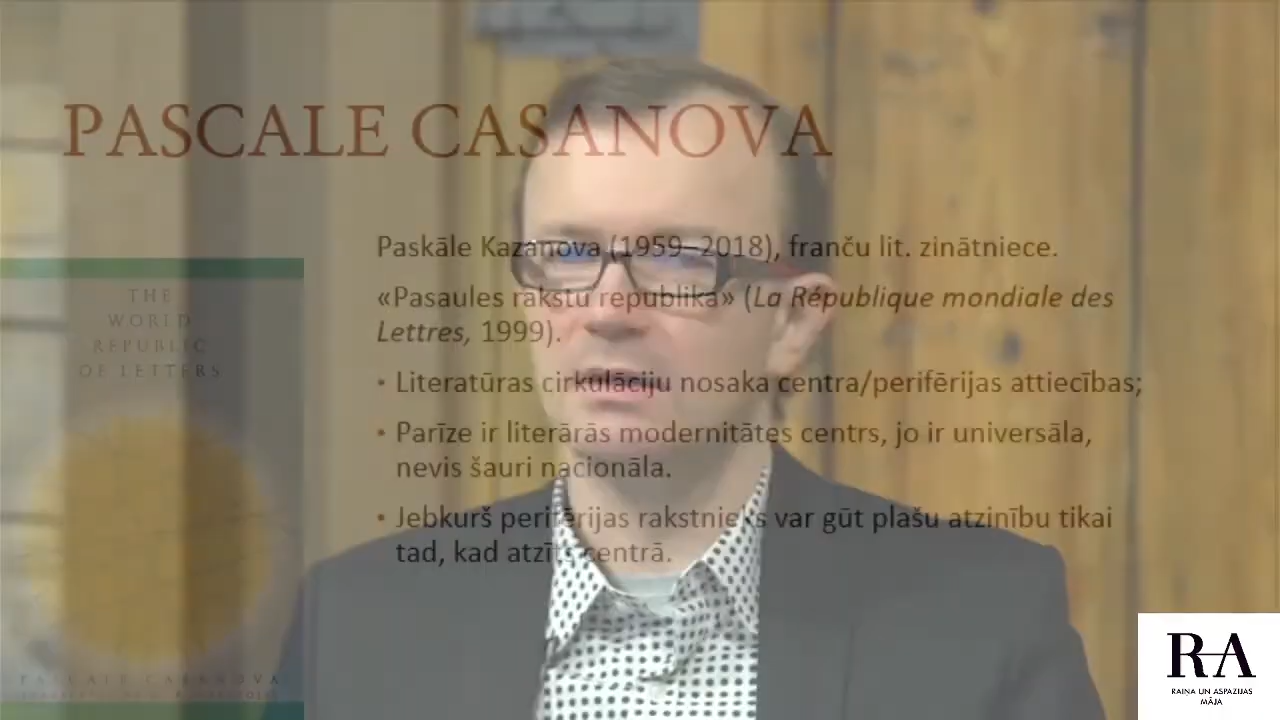 PASCALE CASANOVA
Paskāle Kazanova (1959–2018), franču lit. zinātniece.
«Pasaules rakstu republika» (La République mondiale des
Lettres, 1999).
• Literatūras cirkulāciju nosaka centra/perifērijas attiecības;
• Parīze ir literārās modernitātes centrs, jo ir universāla,
nevis šauri nacionāla.
• Jebkurš perifērijas rakstnieks var gūt plašu atzinību tikai
tad, kad atzīts centrā.
THE
WORLD
REPUBLIC
OF LETTERS
PASCALE CASANOVA
RA
RAIŅA UN ASPAZIJAS
MĀJA